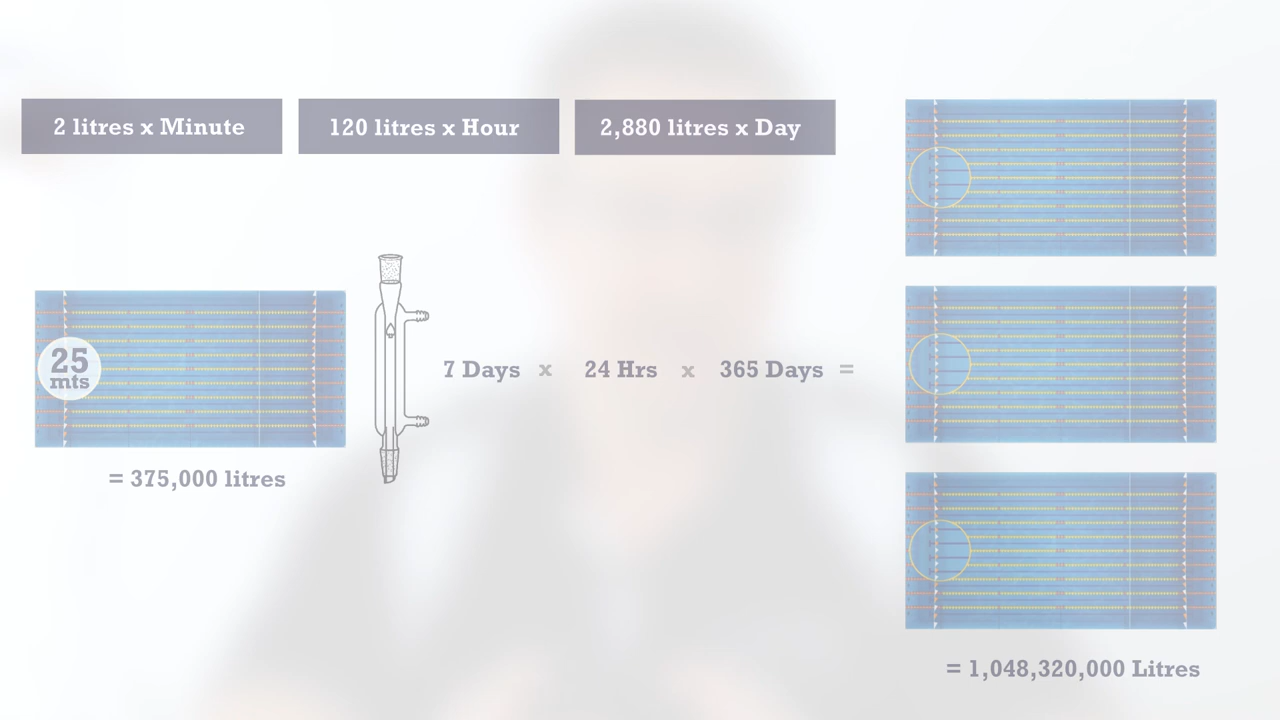 2 litres x Minute
120 litres x Hour
2,880 litres x Day
25
mts
= 375,000 litres
7 Days x 24 Hrs x 365 Days =
= 1,048,320,000 Litres